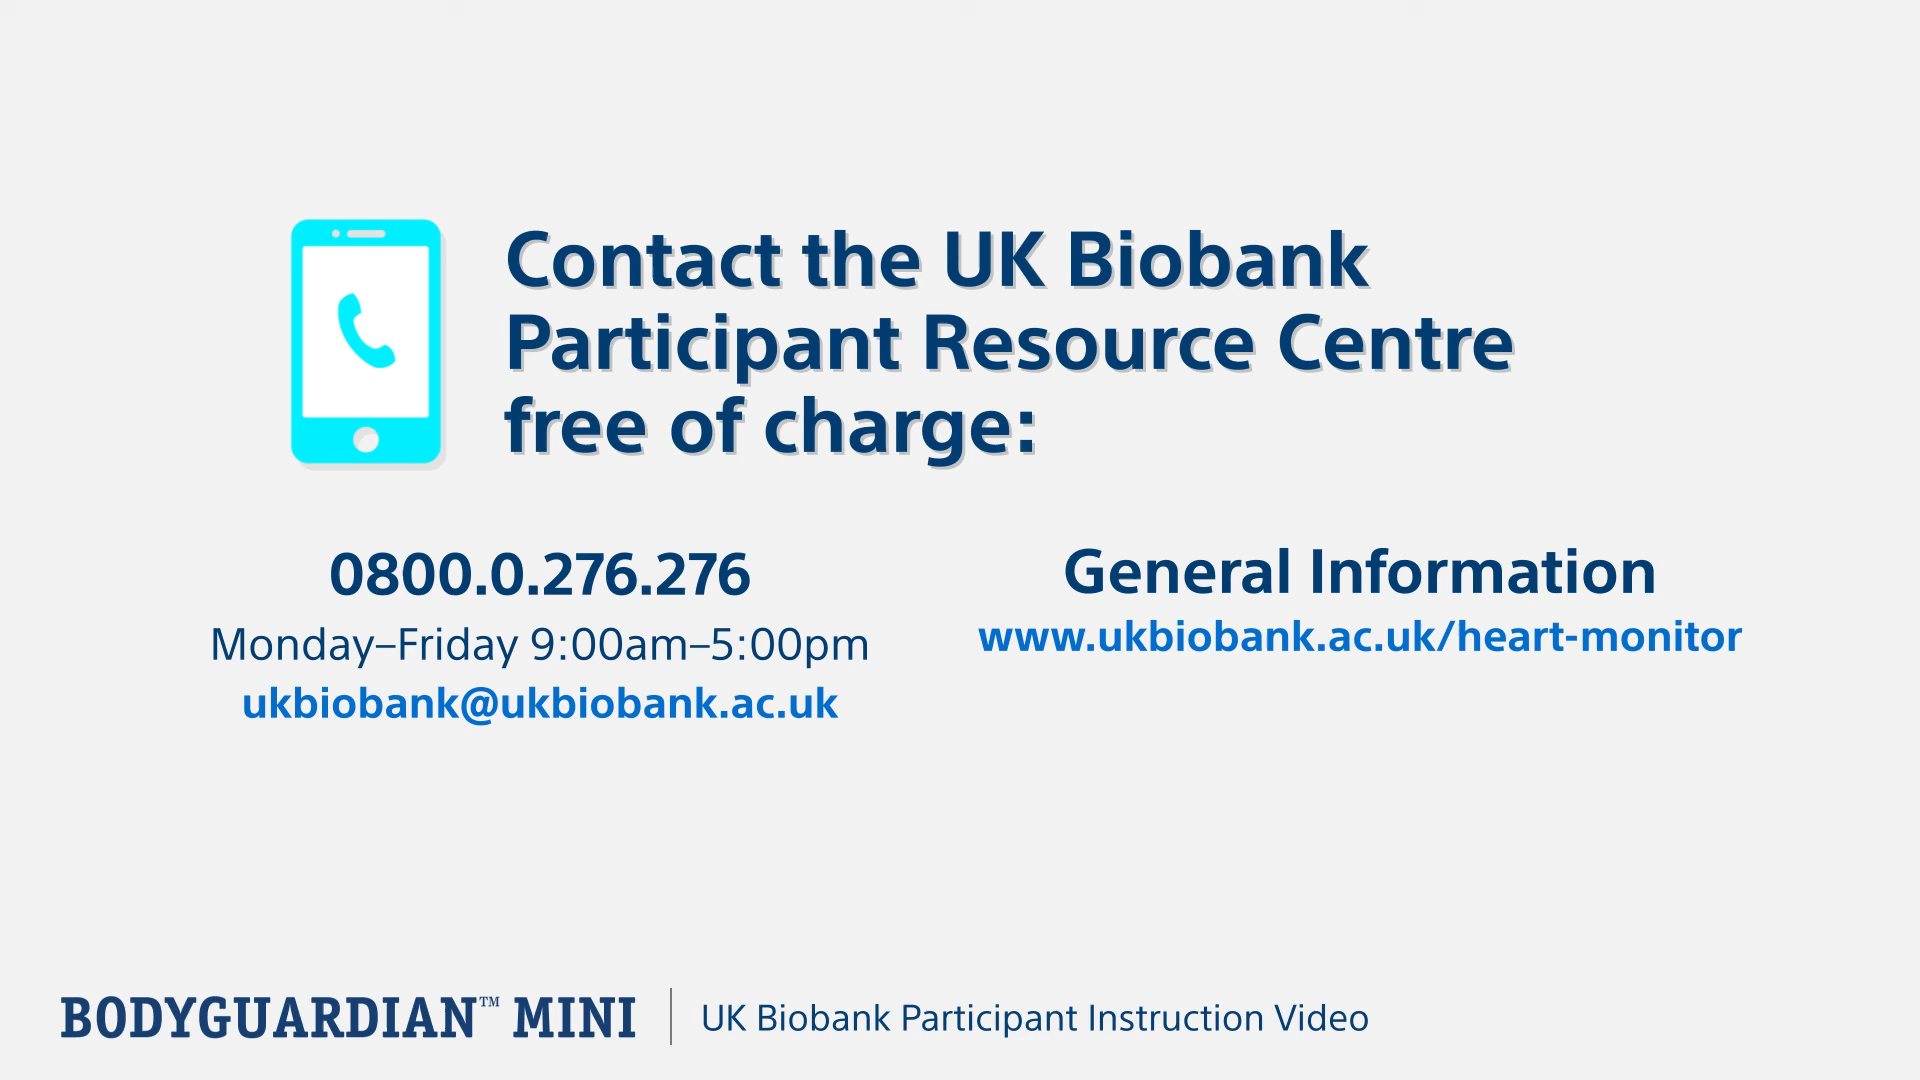 Contact the UK Biobank
Participant Resource Centre
free of charge:
0800.0.276.276
Monday–Friday 9:00am–5:00pm
ukbiobank@ukbiobank.ac.uk
General Information
www.ukbiobank.ac.uk/heart-monitor
BODYGUARDIAN™ MINI
UK Biobank Participant Instruction Video